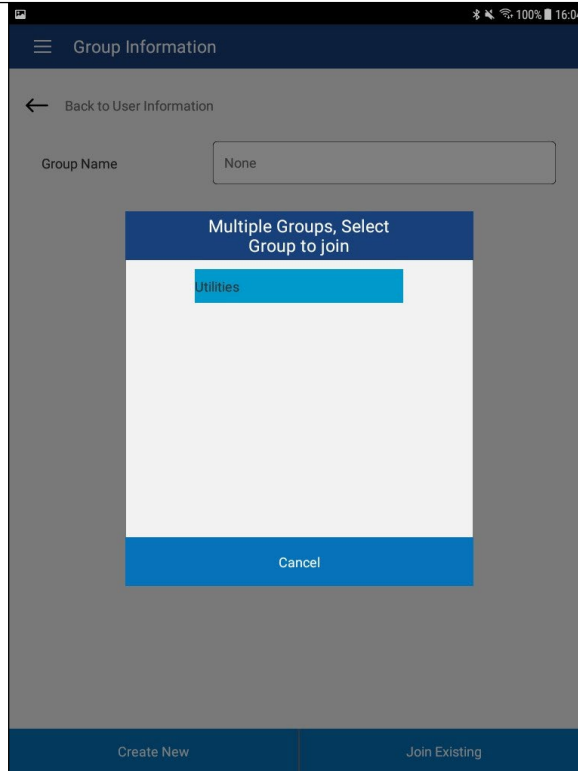 100% 16:04
Group Information
Back to User Information
Group Name
None
Multiple Groups, Select
Group to join
Utilities
Cancel
Create New
Join Existing